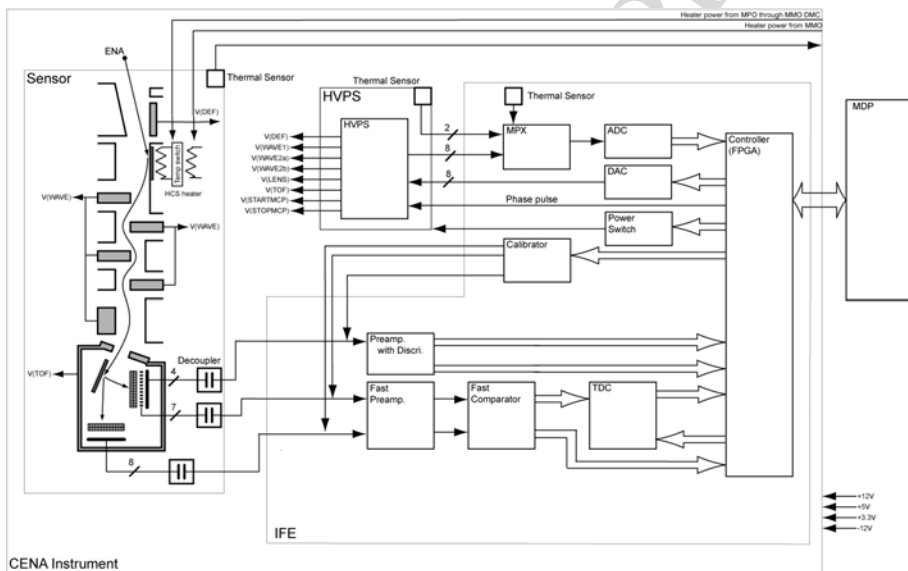 Heater power from MPO through MMO DMC.
Heater power from MMO
ENA
Sensor
Thermal Sensor
V(DEF)
Temp switch
HCS heater
V(WAVE)
V(WAVE)
V(TOF)
Decoupler
4
7
8
Thermal Sensor
HVPS
HVPS
V(DEF)
V(WAVE1)
V(WAVE2a)
V(WAVE2b)
V(LENS)
V(TOF)
V(STARTMCP)
V(STOPMCP)
2
8
8
Thermal Sensor
MPX
ADC
DAC
Phase pulse
Power
Switch
Calibrator
Controller
(FPGA)
MDP
Preamp.
with Discri.
Fast
Preamp.
Fast
Comparator
TDC
IFE
+12V
+5V
+3.3V
-12V
CENA Instrument